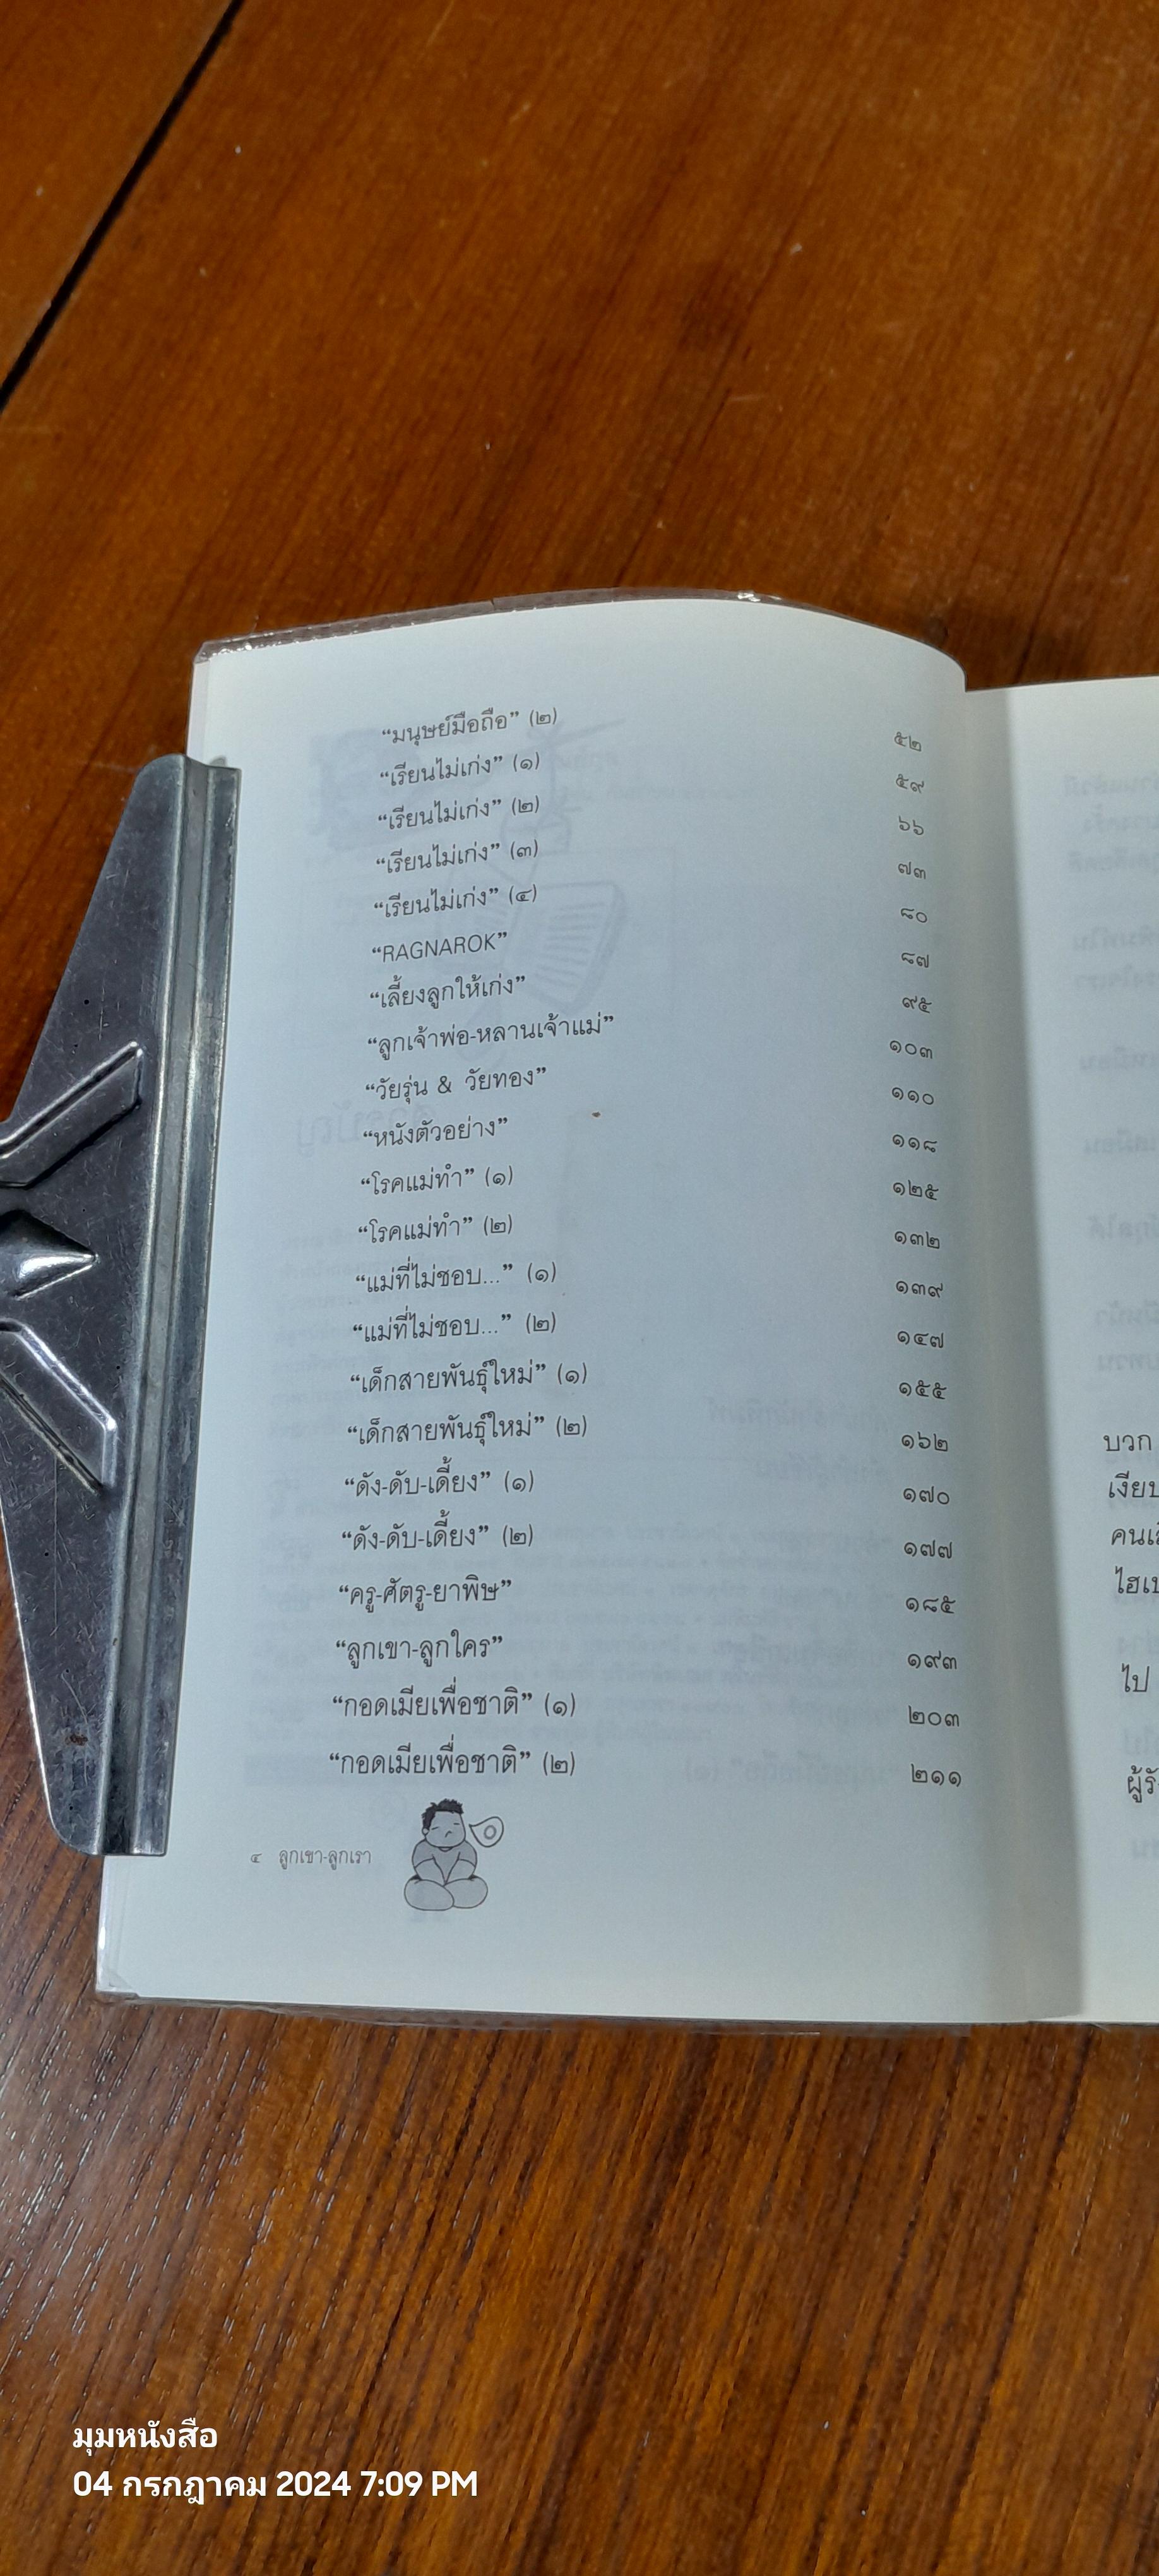 “มนุษย์มือถือ” (๒) ๕๒
“เรียนไม่เก่ง” (๑) ๕๙
“เรียนไม่เก่ง” (๒) ๖๖
“เรียนไม่เก่ง” (๓) ๗๓
“เรียนไม่เก่ง” (๔) ๘๐
“RAGNAROK” ๘๗
“เลี้ยงลูกให้เก่ง” ๙๕
“ลูกเจ้าพ่อ-หลานเจ้าแม่” ๑๐๓
“วัยรุ่น & วัยทอง” ๑๑๐
“หนังตัวอย่าง” ๑๑๘
“โรคแม่ทำ” (๑) ๑๒๕
“โรคแม่ทำ” (๒) ๑๓๒
“แม่ที่ไม่ชอบ...” (๑) ๑๓๙
“แม่ที่ไม่ชอบ...” (๒) ๑๔๗
“เด็กสายพันธุ์ใหม่” (๑) ๑๕๕
“เด็กสายพันธุ์ใหม่” (๒) ๑๖๒
“ดัง-ดับ-เดี้ยง” (๑) ๑๗๐
“ดัง-ดับ-เดี้ยง” (๒) ๑๗๗
“ครู-ศัตรู-ยาพิษ” ๑๘๕
“ลูกเขา-ลูกใคร” ๑๙๓
“กอดเมียเพื่อชาติ” (๑) ๒๐๓
“กอดเมียเพื่อชาติ” (๒) ๒๑๑
๔ ลูกเขา-ลูกเรา
บวก
ไป
มุมหนังสือ
04 กรกฎาคม 2024 7:09 PM